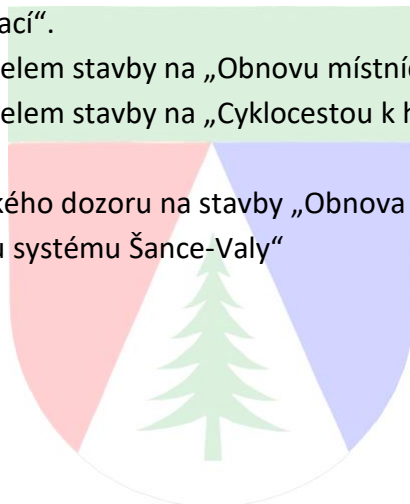 ací“.
elem stavby na „Obnovu místní
elem stavby na „Cyklocestou k h
kého dozoru na stavby „Obnova
u systému Šance-Valy“